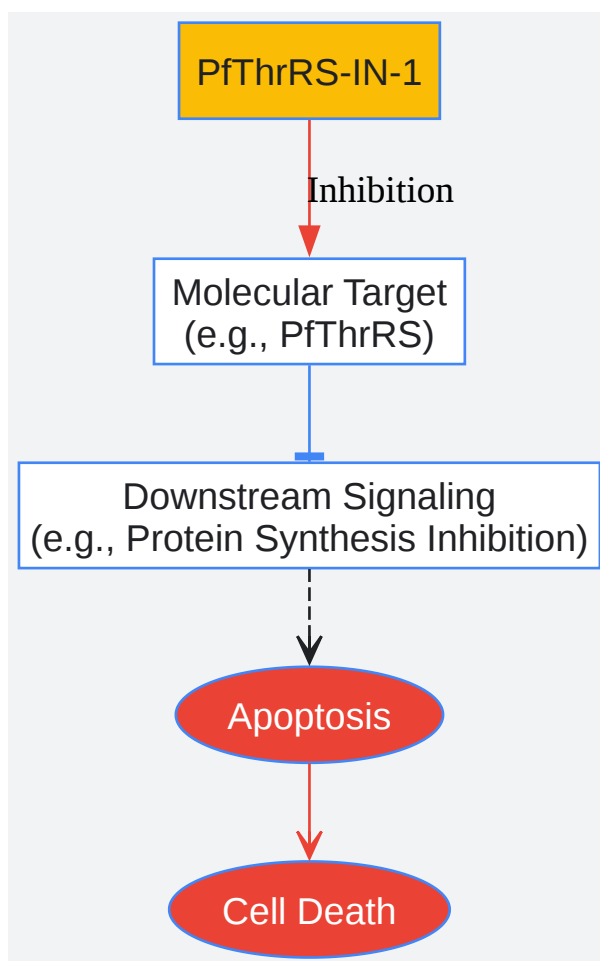 PfThrRS-IN-1
Inhibition
Molecular Target
(e.g., PfThrRS)
Downstream Signaling
(e.g., Protein Synthesis Inhibition)
Apoptosis
Cell Death